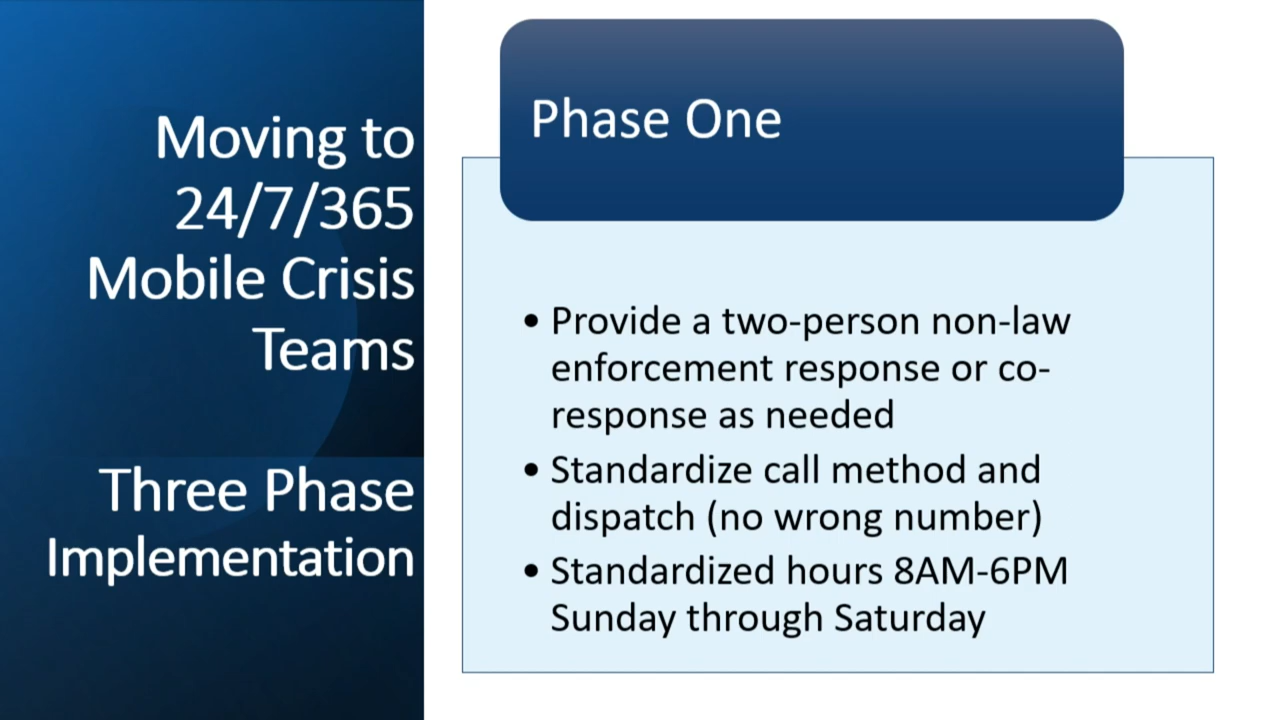 Moving to
24/7/365
Mobile Crisis
Teams
Three Phase
Implementation
Phase One
• Provide a two-person non-law
enforcement response or co-
response as needed
• Standardize call method and
dispatch (no wrong number)
• Standardized hours 8AM-6PM
Sunday through Saturday